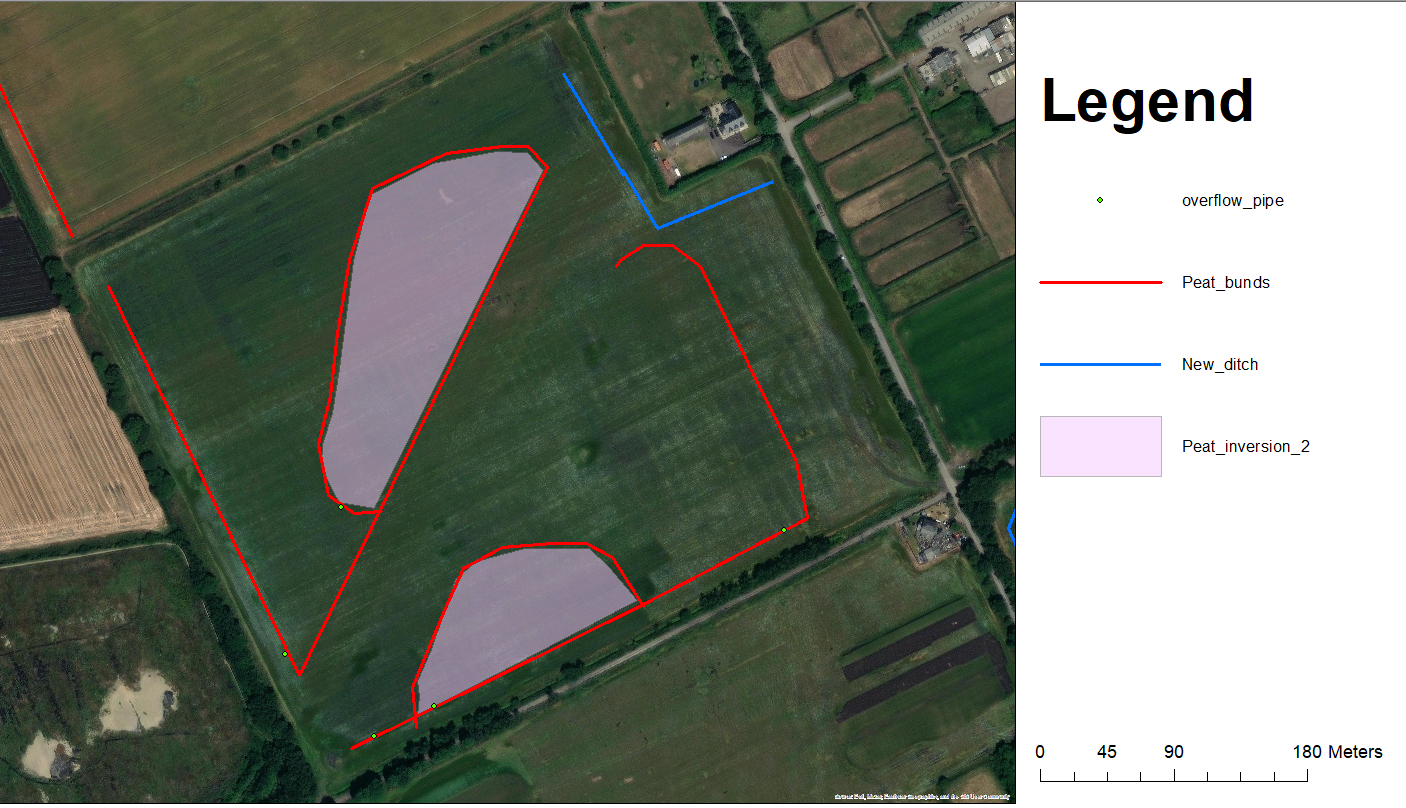 Legend
overflow_pipe
Peat_bunds
New_ditch
Peat_inversion_2
0 45 90 180 Meters